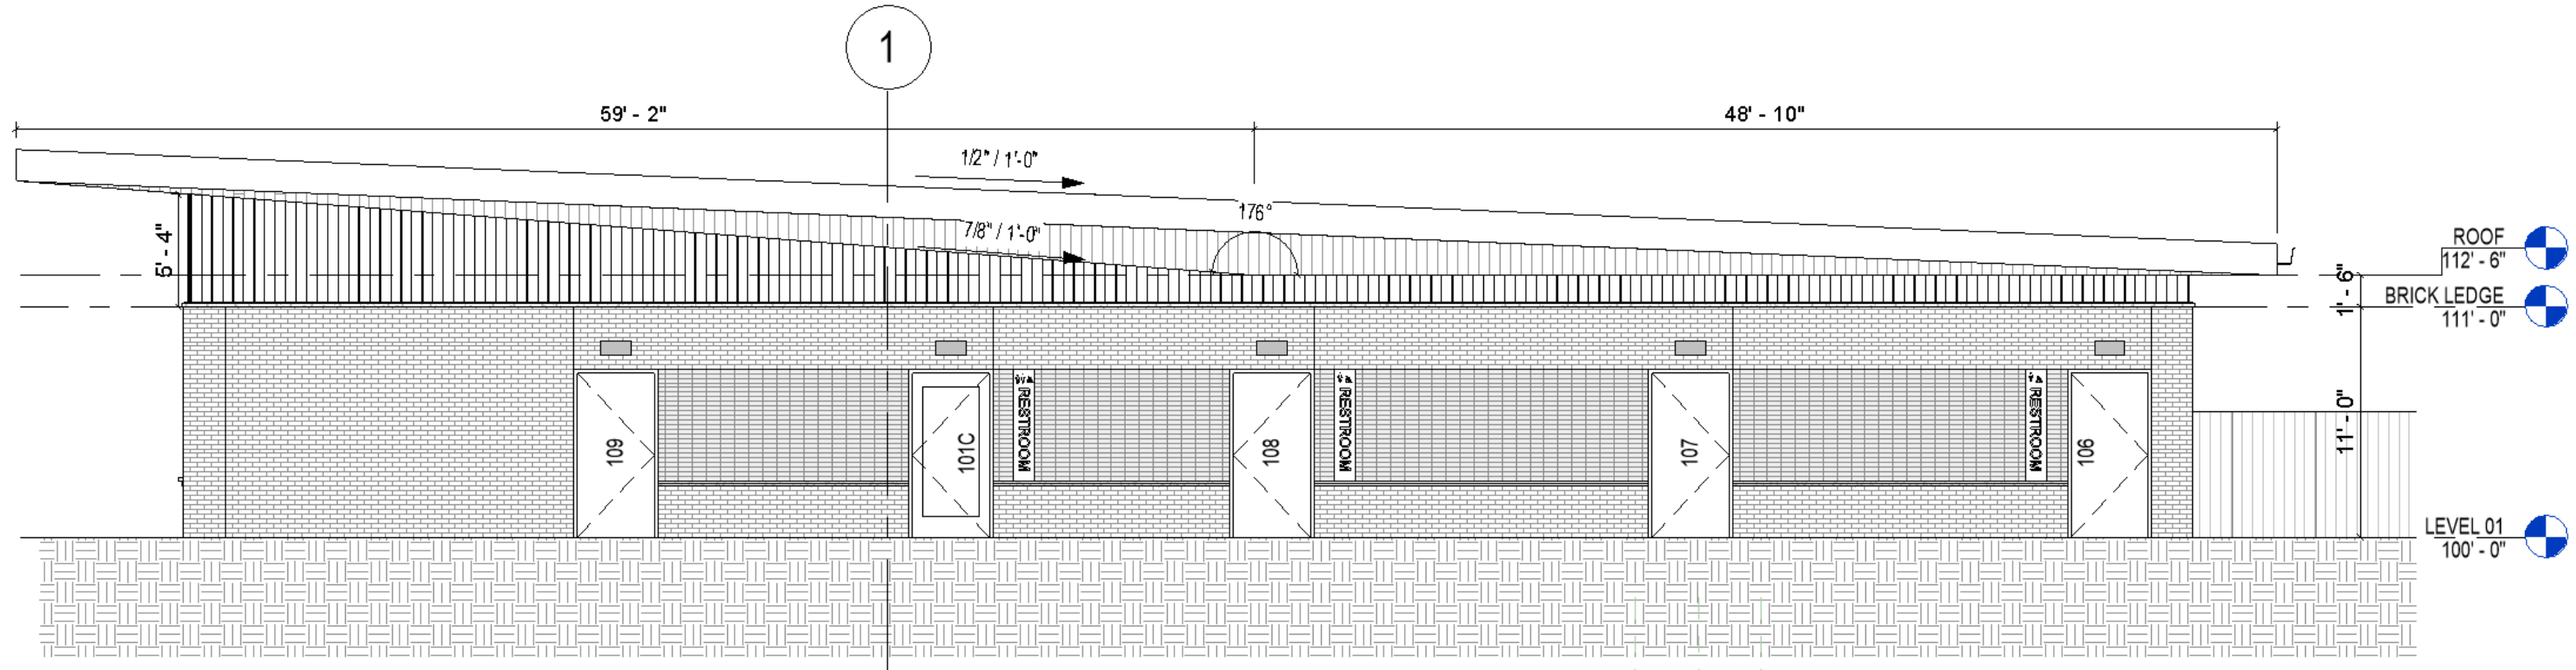 1
59' - 2"
48' - 10"
1/2" / 1'-0"
176°
7/8" / 1'-0"
5' - 4"
ROOF
112' - 6"
1' - 6"
BRICK LEDGE
111' - 0"
11' - 0"
109
101C
RESTROOM
108
RESTROOM
107
RESTROOM
106
LEVEL 01
100' - 0"